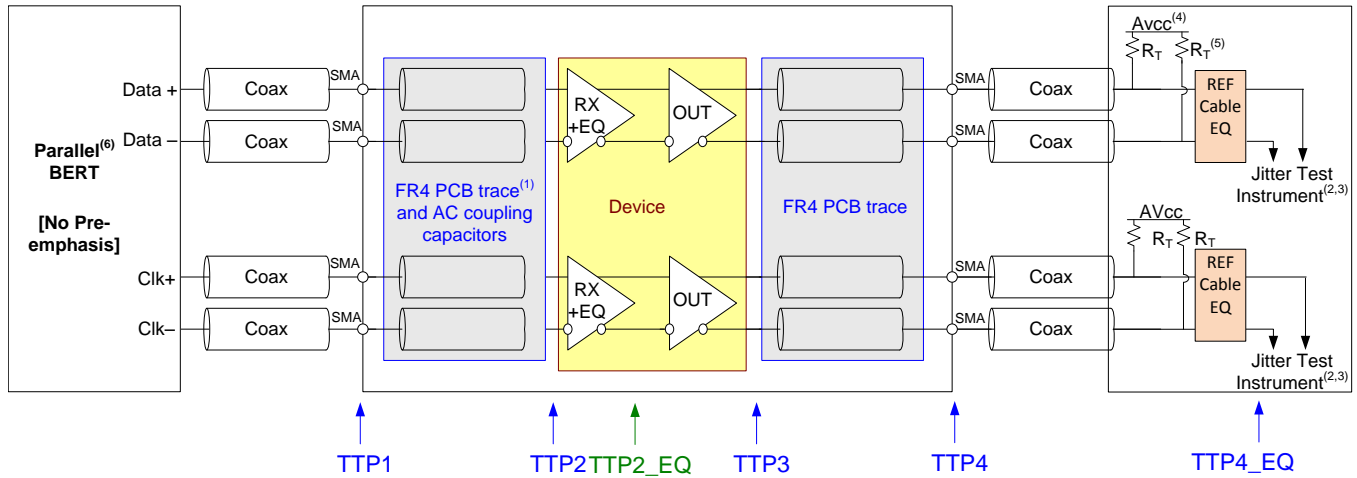 Parallel(6)
BERT
[No Pre-
emphasis]
Data +
Data –
Clk+
Clk–
Coax
SMA
Coax
SMA
Coax
SMA
Coax
SMA
FR4 PCB trace(1)
and AC coupling
capacitors
RX
+EQ
OUT
Device
RX
+EQ
OUT
FR4 PCB trace
SMA
Coax
SMA
Coax
SMA
Coax
SMA
Coax
Avcc(4)
RT
RT(5)
REF
Cable
EQ
Jitter Test
Instrument(2,3)
AVcc
RT
RT
REF
Cable
EQ
Jitter Test
Instrument(2,3)
TTP1
TTP2
TTP2_EQ
TTP3
TTP4
TTP4_EQ